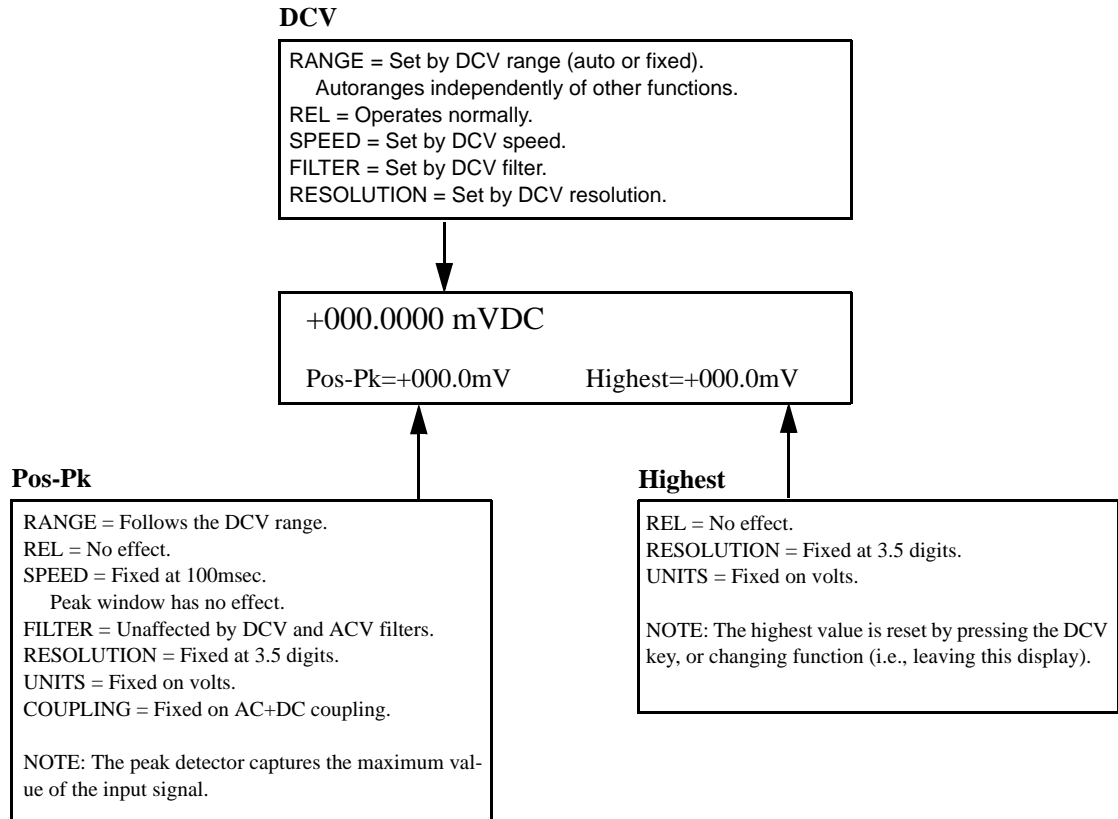 DCV
RANGE = Set by DCV range (auto or fixed).
Autoranges independently of other functions.
REL = Operates normally.
SPEED = Set by DCV speed.
FILTER = Set by DCV filter.
RESOLUTION = Set by DCV resolution.
+000.0000 mVDC
Pos-Pk=+000.0mV Highest=+000.0mV
Pos-Pk
RANGE = Follows the DCV range.
REL = No effect.
SPEED = Fixed at 100msec.
Peak window has no effect.
FILTER = Unaffected by DCV and ACV filters.
RESOLUTION = Fixed at 3.5 digits.
UNITS = Fixed on volts.
COUPLING = Fixed on AC+DC coupling.
NOTE: The peak detector captures the maximum val-
ue of the input signal.
Highest
REL = No effect.
RESOLUTION = Fixed at 3.5 digits.
UNITS = Fixed on volts.
NOTE: The highest value is reset by pressing the DCV
key, or changing function (i.e., leaving this display).